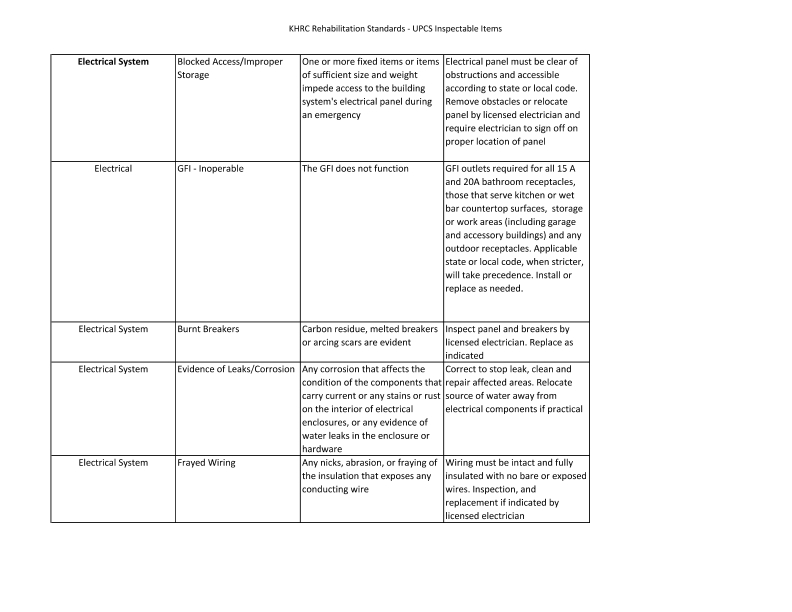 KHRC Rehabilitation Standards - UPCS Inspectable Items
Electrical System
Blocked Access/Improper
Storage
One or more fixed items or items
of sufficient size and weight
impede access to the building
system's electrical panel during
an emergency
Electrical panel must be clear of
obstructions and accessible
according to state or local code.
Remove obstacles or relocate
panel by licensed electrician and
require electrician to sign off on
proper location of panel
Electrical
GFI - Inoperable
The GFI does not function
GFI outlets required for all 15 A
and 20A bathroom receptacles,
those that serve kitchen or wet
bar countertop surfaces,  storage
or work areas (including garage
and accessory buildings) and any
outdoor receptacles. Applicable
state or local code, when stricter,
will take precedence. Install or
replace as needed.
Electrical System
Burnt Breakers
Carbon residue, melted breakers
or arcing scars are evident
Inspect panel and breakers by
licensed electrician. Replace as
indicated
Electrical System
Evidence of Leaks/Corrosion
Any corrosion that affects the
condition of the components that
carry current or any stains or rust
on the interior of electrical
enclosures, or any evidence of
water leaks in the enclosure or
hardware
Correct to stop leak, clean and
repair affected areas. Relocate
source of water away from
electrical components if practical
Electrical System
Frayed Wiring
Any nicks, abrasion, or fraying of
the insulation that exposes any
conducting wire
Wiring must be intact and fully
insulated with no bare or exposed
wires. Inspection, and
replacement if indicated by
licensed electrician